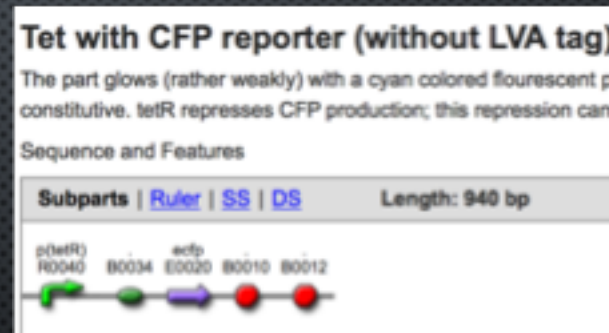 Tet with CFP reporter (without LVA tag)
The part glows (rather weakly) with a cyan colored flourescent p
constitutive. tetR represses CFP production; this repression can
Sequence and Features
Subparts | Ruler | SS | DS Length: 940 bp
p(tetR) ecfp
R0040 B0034 E0020 B0010 B0012